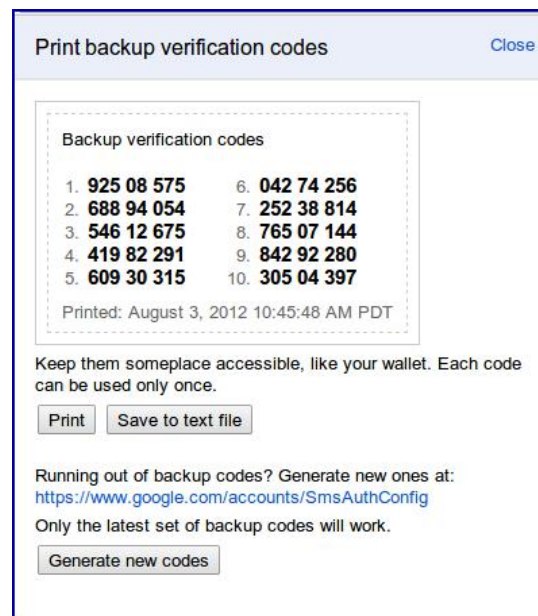 Print backup verification codes Close
Backup verification codes
1. 925 08 575 6. 042 74 256
2. 688 94 054 7. 252 38 814
3. 546 12 675 8. 765 07 144
4. 419 82 291 9. 842 92 280
5. 609 30 315 10. 305 04 397
Printed: August 3, 2012 10:45:48 AM PDT
Keep them someplace accessible, like your wallet. Each code
can be used only once.
Print Save to text file
Running out of backup codes? Generate new ones at:
https://www.google.com/accounts/SmsAuthConfig
Only the latest set of backup codes will work.
Generate new codes